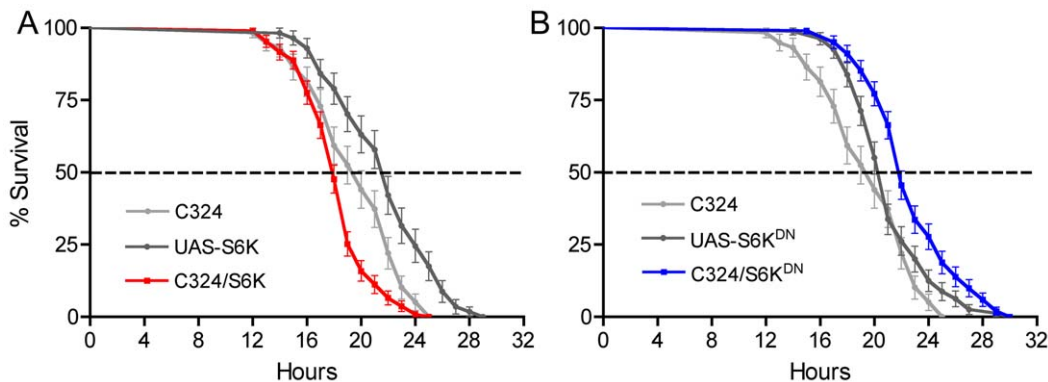 A
% Survival
100
75
50
25
0
0 4 8 12 16 20 24 28 32
Hours
C324
UAS-S6K
C324/S6K
B
100
75
50
25
0
0 4 8 12 16 20 24 28 32
Hours
C324
UAS-S6K^DN
C324/S6K^DN